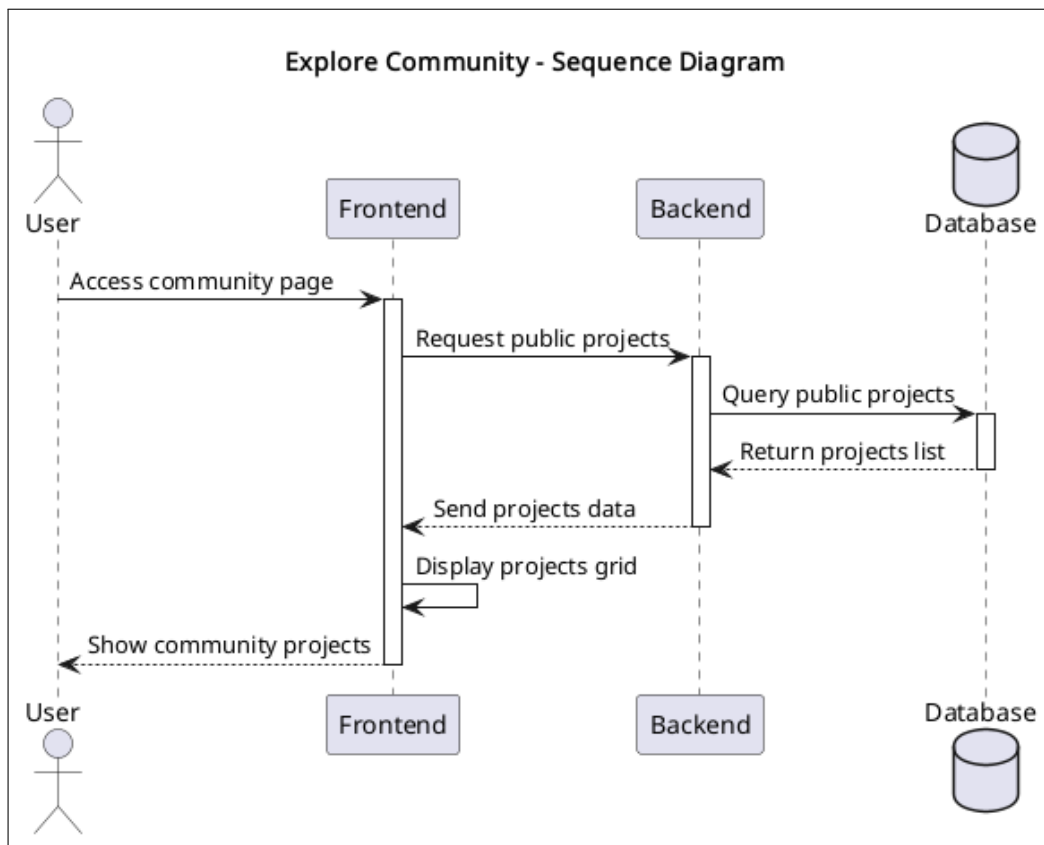 Explore Community - Sequence Diagram
User
Frontend
Backend
Database
Access community page
Request public projects
Query public projects
Return projects list
Send projects data
Display projects grid
Show community projects
User
Frontend
Backend
Database